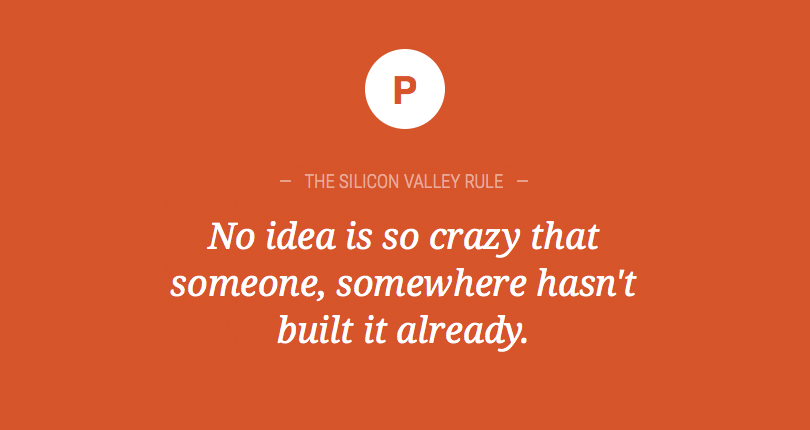 P
— THE SILICON VALLEY RULE —
No idea is so crazy that
someone, somewhere hasn't
built it already.